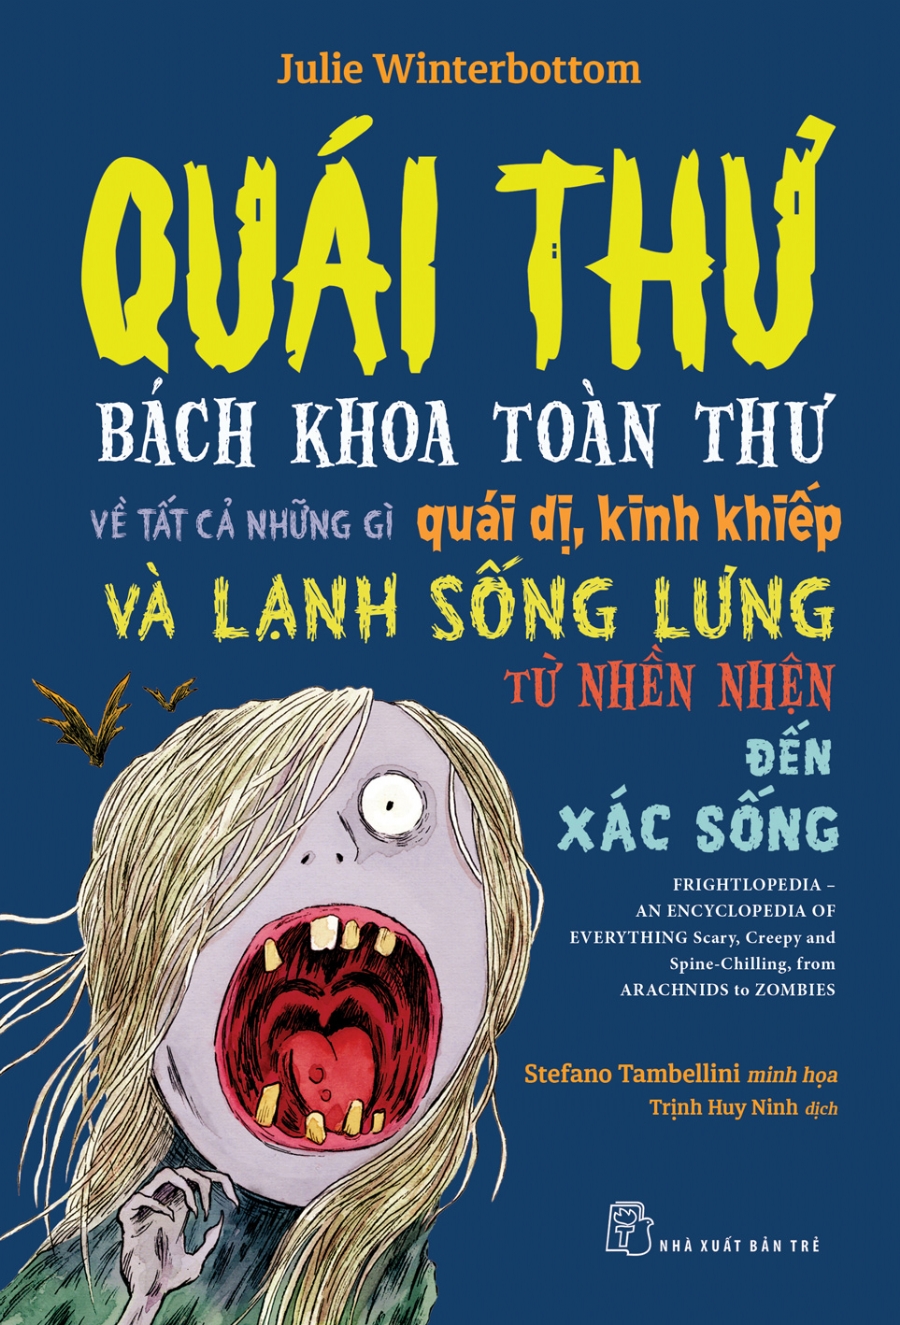 Julie Winterbottom
QUÁI THƯ
BÁCH KHOA TOÀN THƯ
VỀ TẤT CẢ NHỮNG GÌ quái dị, kinh khiếp
VÀ LẠNH SỐNG LƯNG
TỪ NHỀN NHỆN
ĐẾN
XÁC SỐNG
FRIGHTLOPEDIA –
AN ENCYCLOPEDIA OF
EVERYTHING Scary, Creepy and
Spine-Chilling, from
ARACHNIDS to ZOMBIES
Stefano Tambellini minh họa
Trịnh Huy Ninh dịch
NHÀ XUẤT BẢN TRẺ